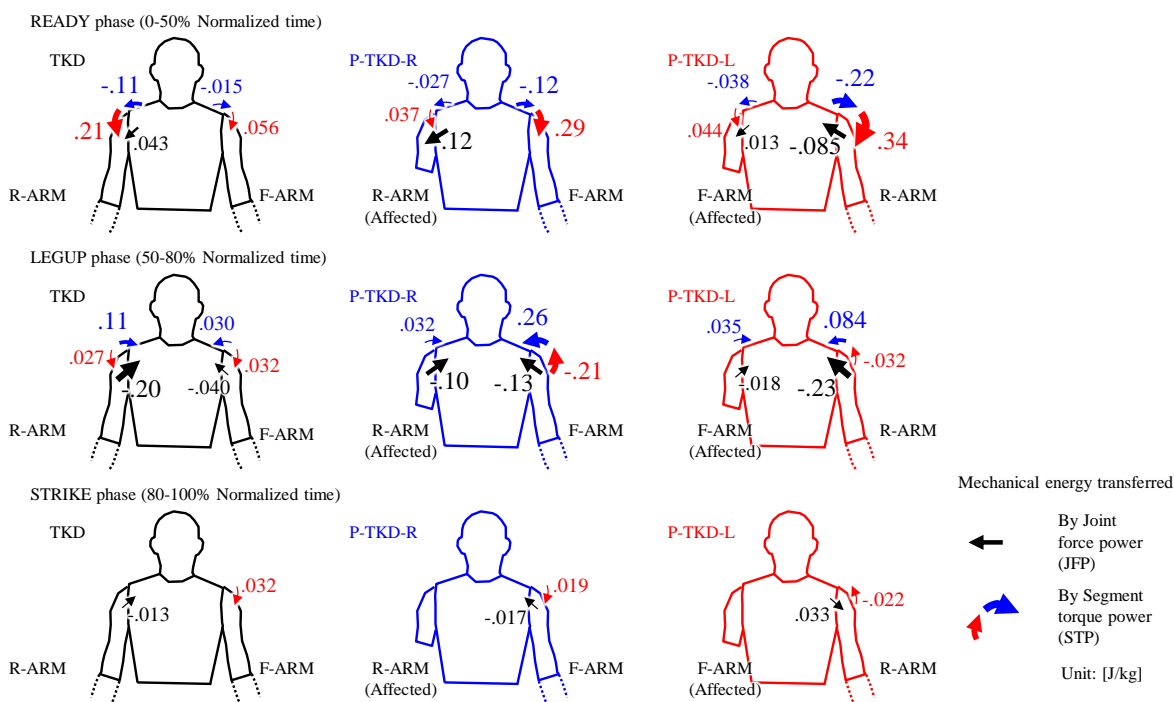 READY phase (0-50% Normalized time)
TKD
P-TKD-R
P-TKD-L
-.11
-.015
.21
.043
.056
R-ARM
F-ARM
-.027
-.12
.037
.12
.29
R-ARM
(Affected)
F-ARM
-.038
-.22
.044
.013
-.085
.34
F-ARM
(Affected)
R-ARM
LEGUP phase (50-80% Normalized time)
TKD
P-TKD-R
P-TKD-L
.11
.030
.027
.032
-.20
-.040
R-ARM
F-ARM
.032
.26
-.10
-.13
-.21
R-ARM
(Affected)
F-ARM
.035
.084
-.032
-.018
-.23
F-ARM
(Affected)
R-ARM
STRIKE phase (80-100% Normalized time)
TKD
P-TKD-R
P-TKD-L
.032
-.013
R-ARM
F-ARM
.019
-.017
R-ARM
(Affected)
F-ARM
-.022
.033
F-ARM
(Affected)
R-ARM
Mechanical energy transferred
By Joint
force power
(JFP)
By Segment
torque power
(STP)
Unit: [J/kg]